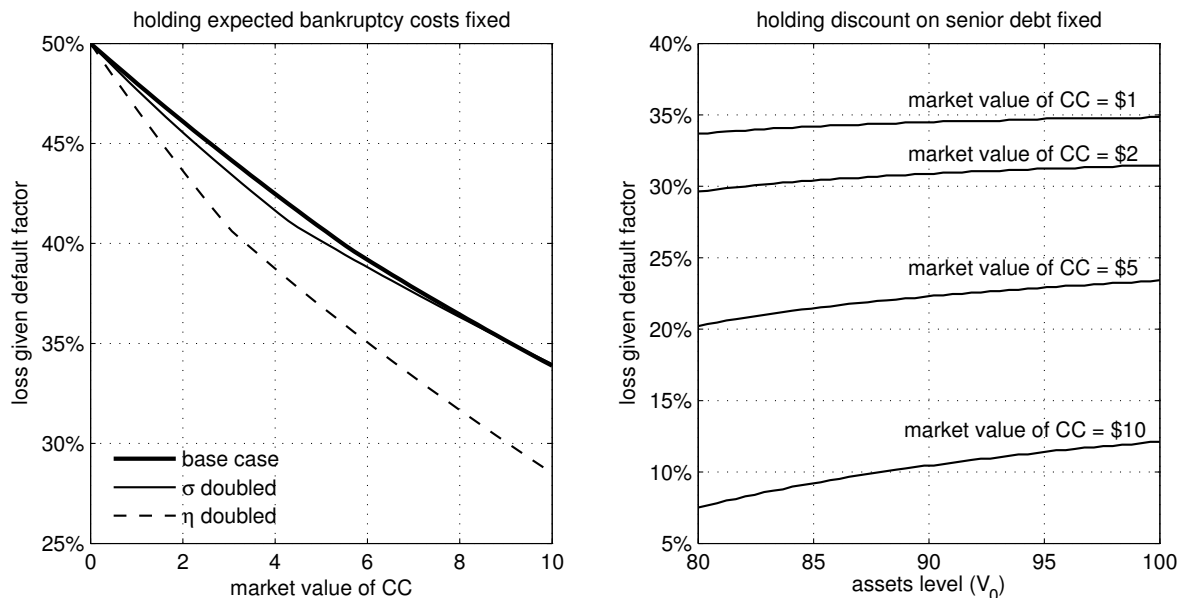 holding expected bankruptcy costs fixed
50%
45%
40%
35%
30%
25%
loss given default factor
base case
σ doubled
η doubled
0
2
4
6
8
10
market value of CC
holding discount on senior debt fixed
40%
35%
30%
25%
20%
15%
10%
5%
loss given default factor
market value of CC = $1
market value of CC = $2
market value of CC = $5
market value of CC = $10
80
85
90
95
100
assets level (V₀)